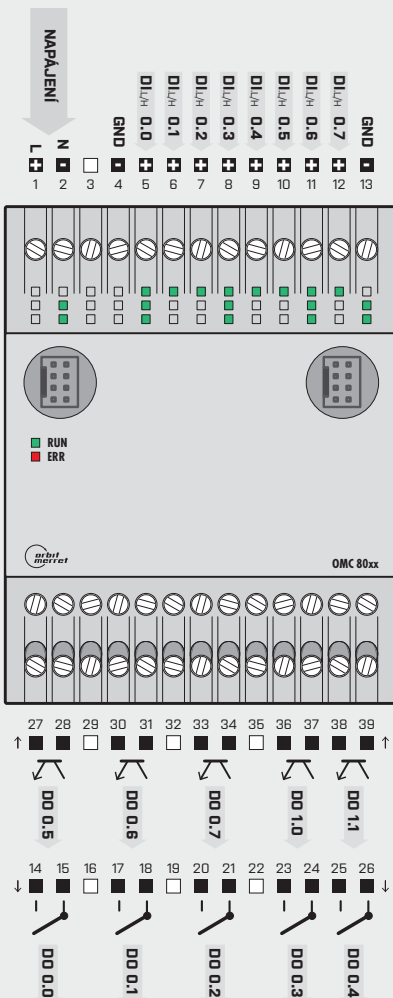 NAPÁJENÍ
DI L/H 0.0
DI L/H 0.1
DI L/H 0.2
DI L/H 0.3
DI L/H 0.4
DI L/H 0.5
DI L/H 0.6
DI L/H 0.7
L N GND GND
1 2 3 4 5 6 7 8 9 10 11 12 13
RUN
ERR
orbit
merret
OMC 80xx
27 28 29 30 31 32 33 34 35 36 37 38 39
DO 0.5
DO 0.6
DO 0.7
DO 1.0
DO 1.1
14 15 16 17 18 19 20 21 22 23 24 25 26
DO 0.0
DO 0.1
DO 0.2
DO 0.3
DO 0.4